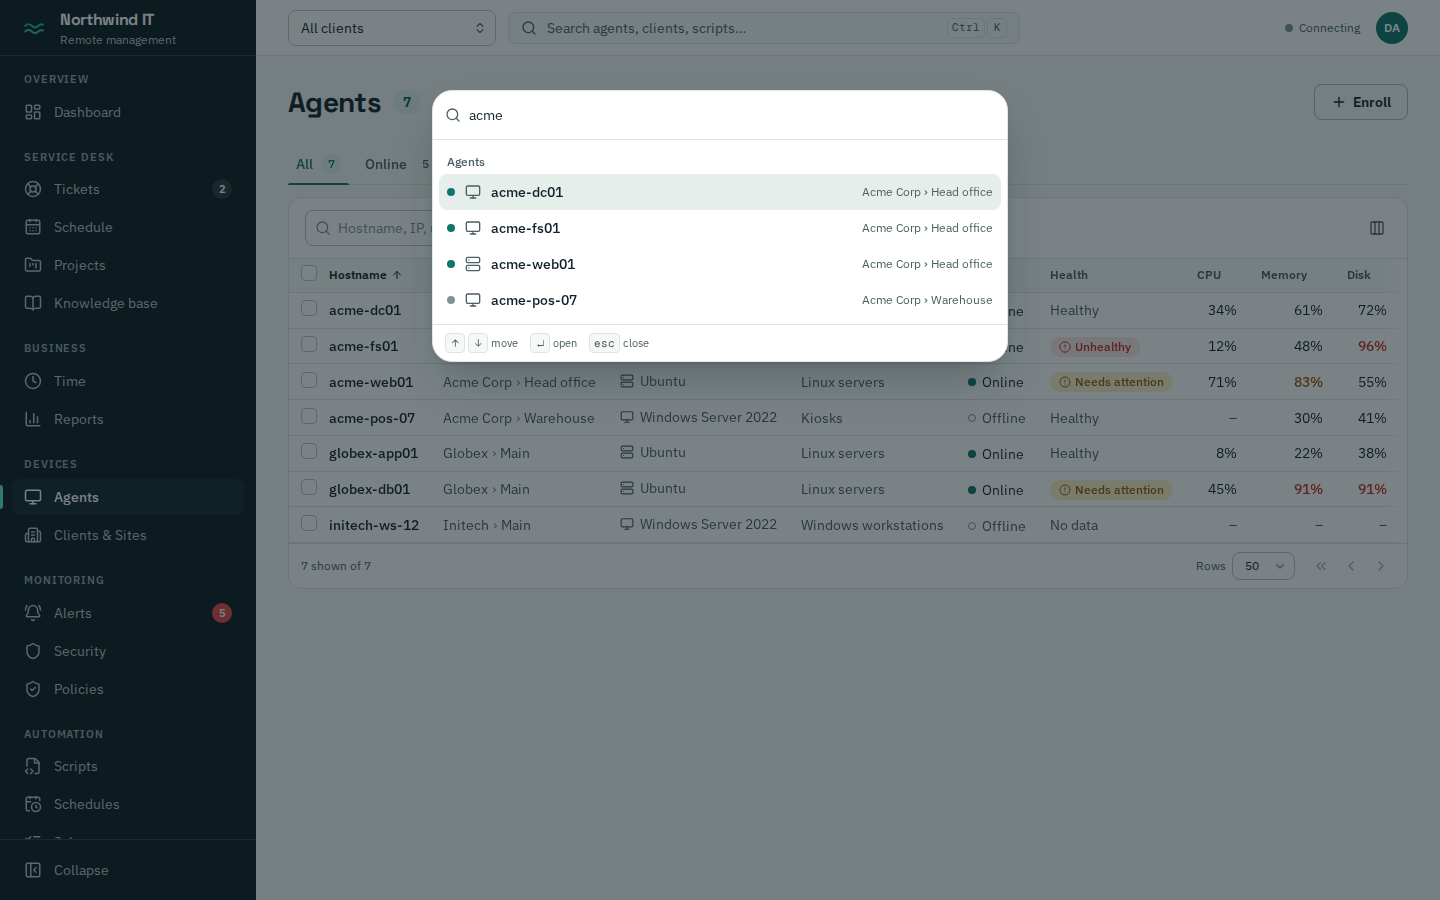 Northwind IT
Remote management
OVERVIEW
Dashboard
SERVICE DESK
Tickets 2
Schedule
Projects
Knowledge base
BUSINESS
Time
Reports
DEVICES
Agents
Clients & Sites
MONITORING
Alerts 5
Security
Policies
AUTOMATION
Scripts
Schedules
Collapse
All clients
Search agents, clients, scripts... Ctrl K
Connecting DA
Agents 7
Enroll
All 7 Online 5
acme
Agents
acme-dc01 Acme Corp › Head office
acme-fs01 Acme Corp › Head office
acme-web01 Acme Corp › Head office
acme-pos-07 Acme Corp › Warehouse
↑ ↓ move ↵ open esc close
Hostname, IP,
Hostname ↑ Health CPU Memory Disk
acme-dc01 ne Healthy 34% 61% 72%
acme-fs01 ne Unhealthy 12% 48% 96%
acme-web01 Acme Corp › Head office Ubuntu Linux servers Online Needs attention 71% 83% 55%
acme-pos-07 Acme Corp › Warehouse Windows Server 2022 Kiosks Offline Healthy – 30% 41%
globex-app01 Globex › Main Ubuntu Linux servers Online Healthy 8% 22% 38%
globex-db01 Globex › Main Ubuntu Linux servers Online Needs attention 45% 91% 91%
initech-ws-12 Initech › Main Windows Server 2022 Windows workstations Offline No data – – –
7 shown of 7
Rows 50